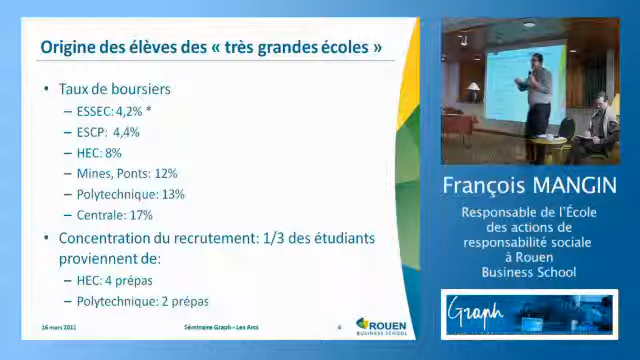 Origine des élèves des « très grandes écoles »
• Taux de boursiers
– ESSEC: 4,2% *
– ESCP: 4,4%
– HEC: 8%
– Mines, Ponts: 12%
– Polytechnique: 13%
– Centrale: 17%
• Concentration du recrutement: 1/3 des étudiants
proviennent de:
– HEC: 4 prépas
– Polytechnique: 2 prépas
16 mars 2011
Séminaire Graph - Les Arcs
6
ROUEN
BUSINESS SCHOOL
François MANGIN
Responsable de l'École
des actions de
responsabilité sociale
à Rouen
Business School
Graph